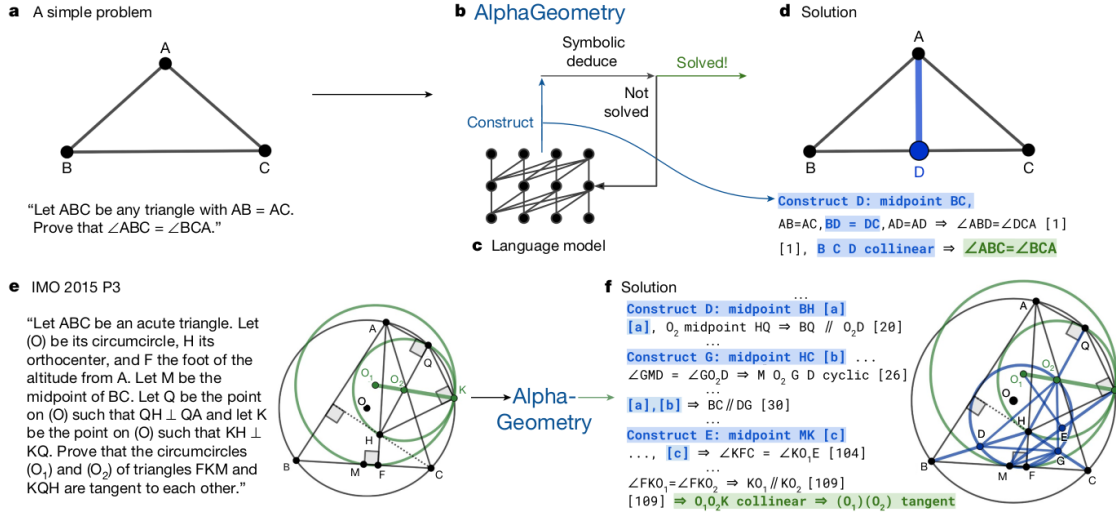 a A simple problem
A
B
C
“Let ABC be any triangle with AB = AC.
Prove that ∠ABC = ∠BCA.”
b AlphaGeometry
Symbolic
deduce
Solved!
Not
solved
Construct
c Language model
d Solution
A
B
D
C
Construct D: midpoint BC,
AB=AC, BD = DC, AD=AD ⇒ ∠ABD=∠DCA [1]
[1], B C D collinear ⇒ ∠ABC=∠BCA
e IMO 2015 P3
“Let ABC be an acute triangle. Let
(O) be its circumcircle, H its
orthocenter, and F the foot of the
altitude from A. Let M be the
midpoint of BC. Let Q be the point
on (O) such that QH ⊥ QA and let K
be the point on (O) such that KH ⊥
KQ. Prove that the circumcircles
(O₁) and (O₂) of triangles FKM and
KQH are tangent to each other.”
A
Q
O₁
O₂
K
O
H
B
M
F
C
Alpha-
Geometry
f Solution
...
Construct D: midpoint BH [a]
[a], O₂ midpoint HQ ⇒ BQ // O₂D [20]
...
Construct G: midpoint HC [b] ...
∠GMD = ∠GO₂D ⇒ M O₂ G D cyclic [26]
...
[a],[b] ⇒ BC//DG [30]
...
Construct E: midpoint MK [c]
..., [c] ⇒ ∠KFC = ∠KO₁E [104]
...
∠FKO₁=∠FKO₂ ⇒ KO₁//KO₂ [109]
[109] ⇒ O₁O₂K collinear ⇒ (O₁)(O₂) tangent
A
Q
O₁
O₂
O
H
D
E
G
B
M
F
C